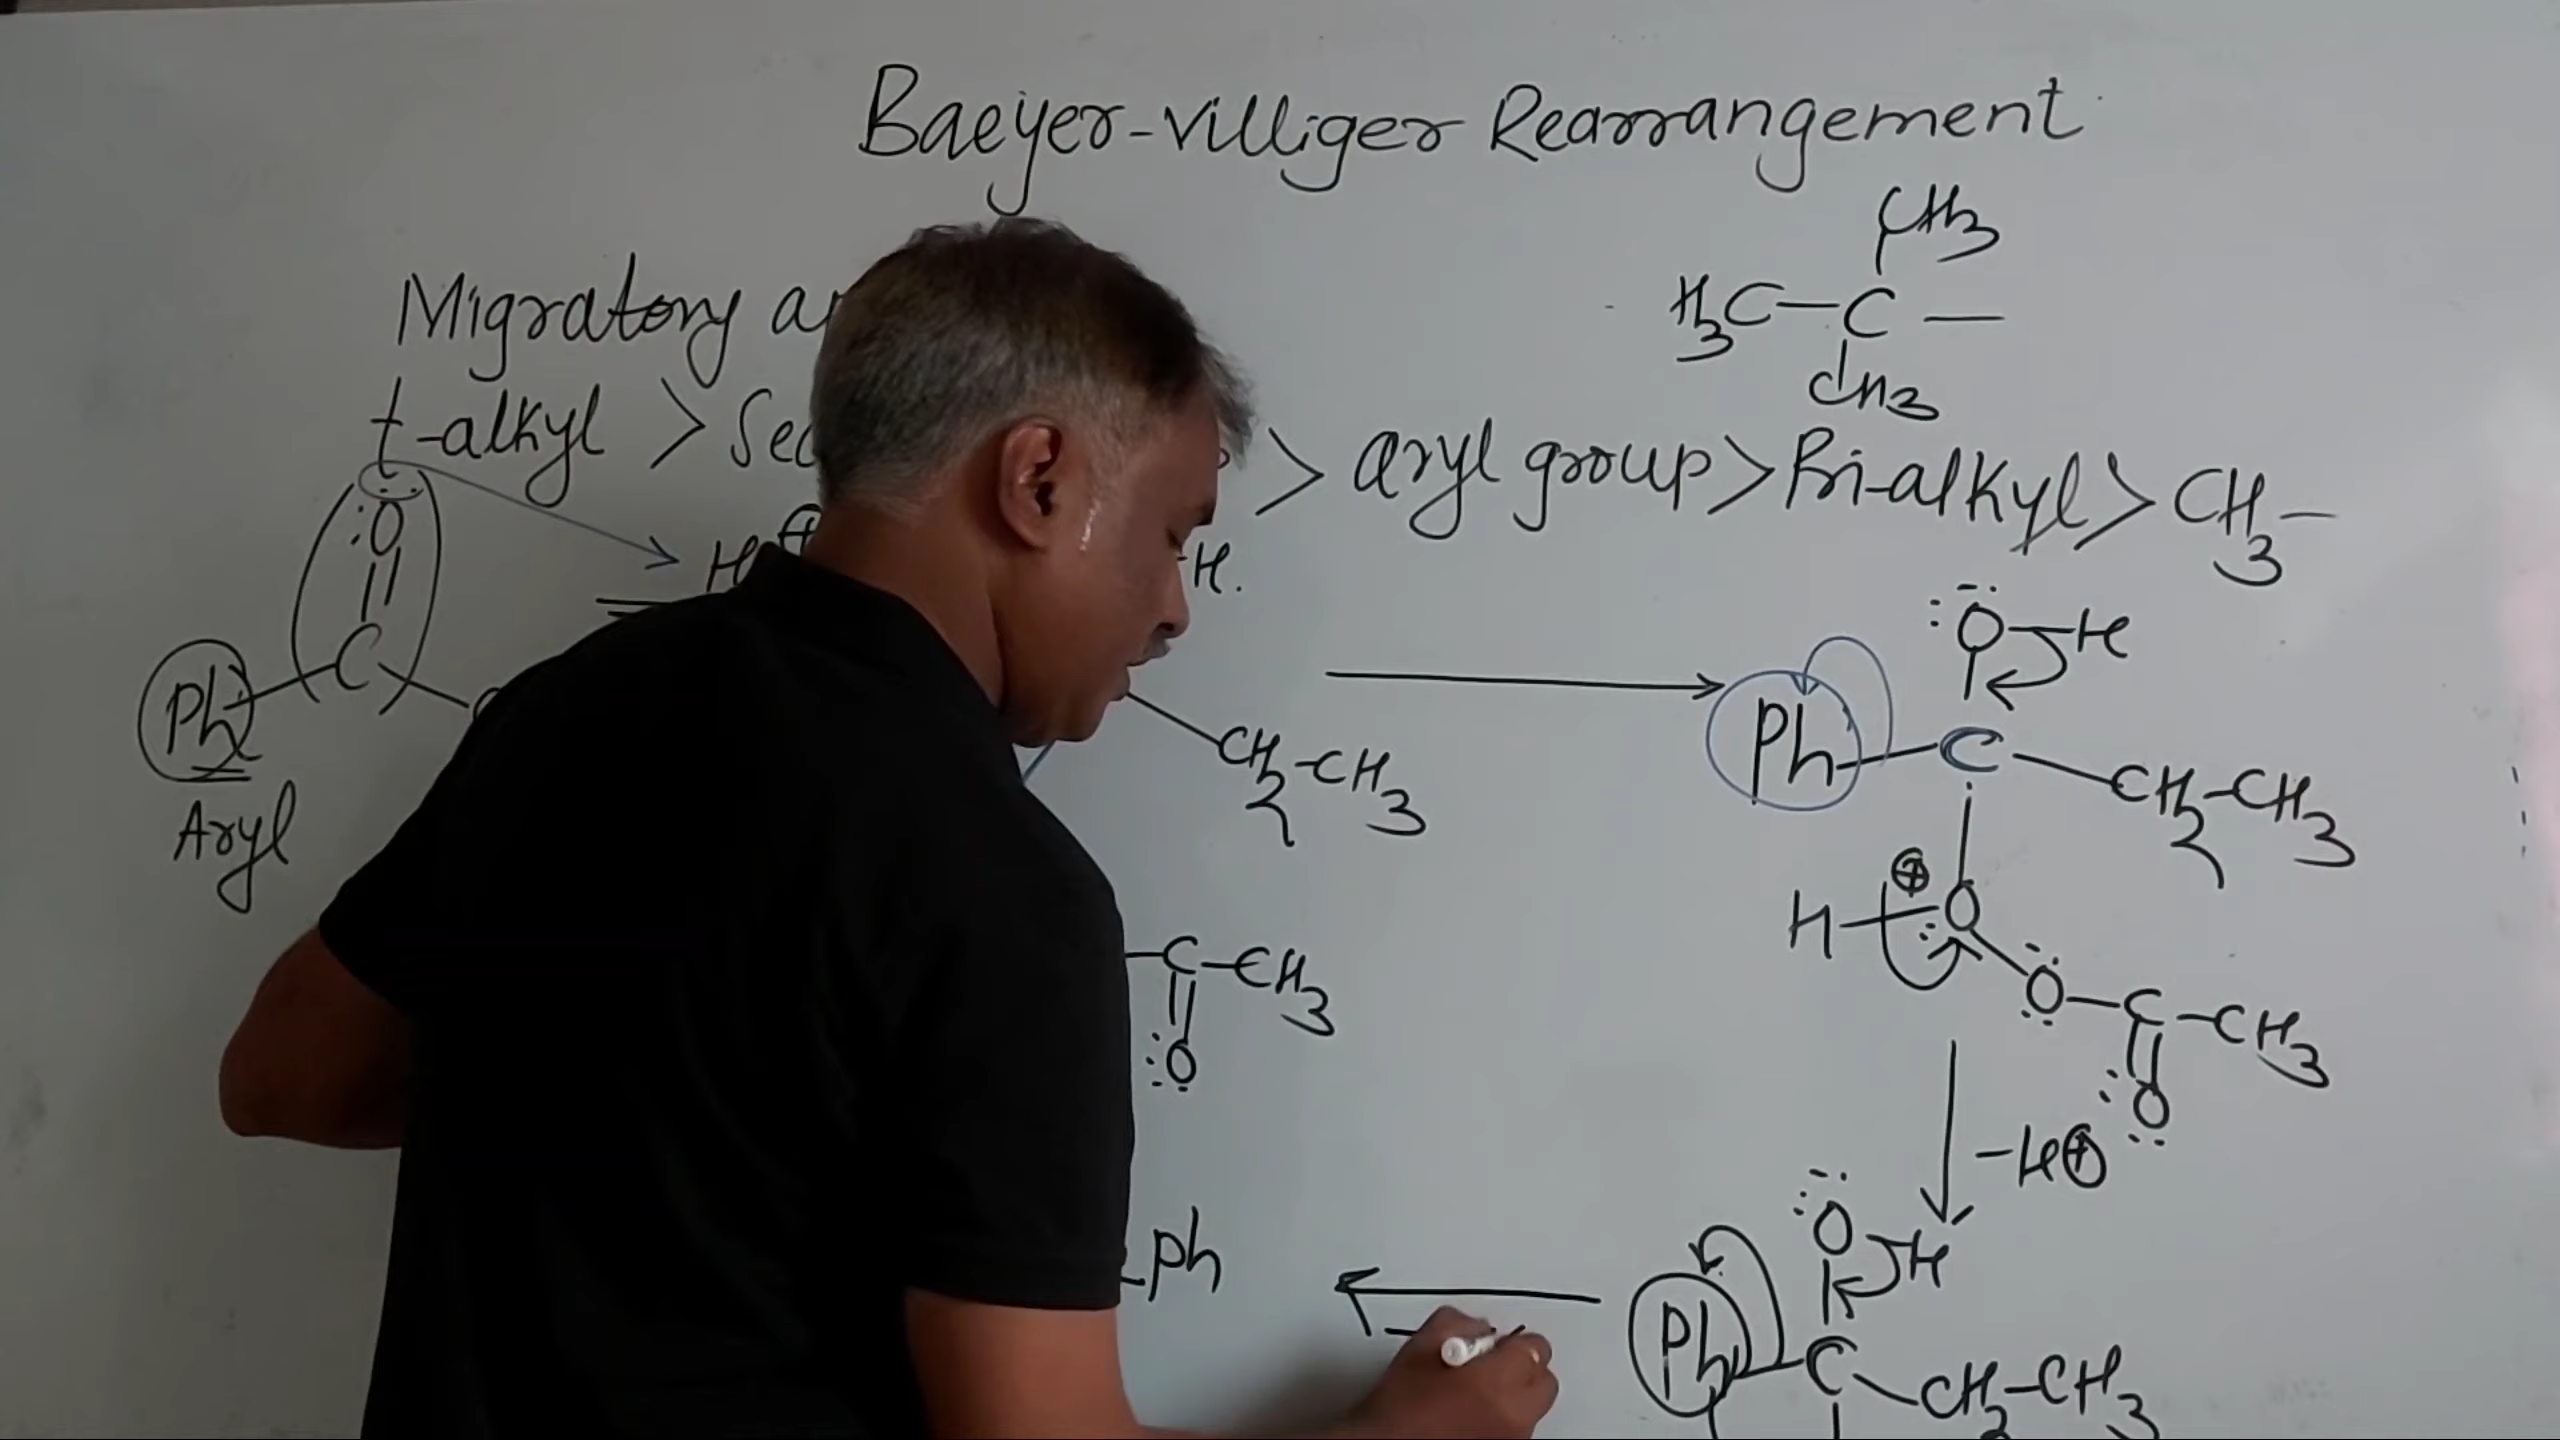 Baeyer-villiger Rearrangement
CH3
H3C-C-
CH3
Migratory
t-alkyl > > aryl group > Pri-alkyl > CH3-
:O:
H⊕
-H.
Ph
C
Aryl
CH2-CH3
:O-H
Ph-C-CH2-CH3
⊕
H-O-O-C-CH3
O
C-CH3
:O
-H⊕
:O-H
Ph
Ph-C-CH2-CH3